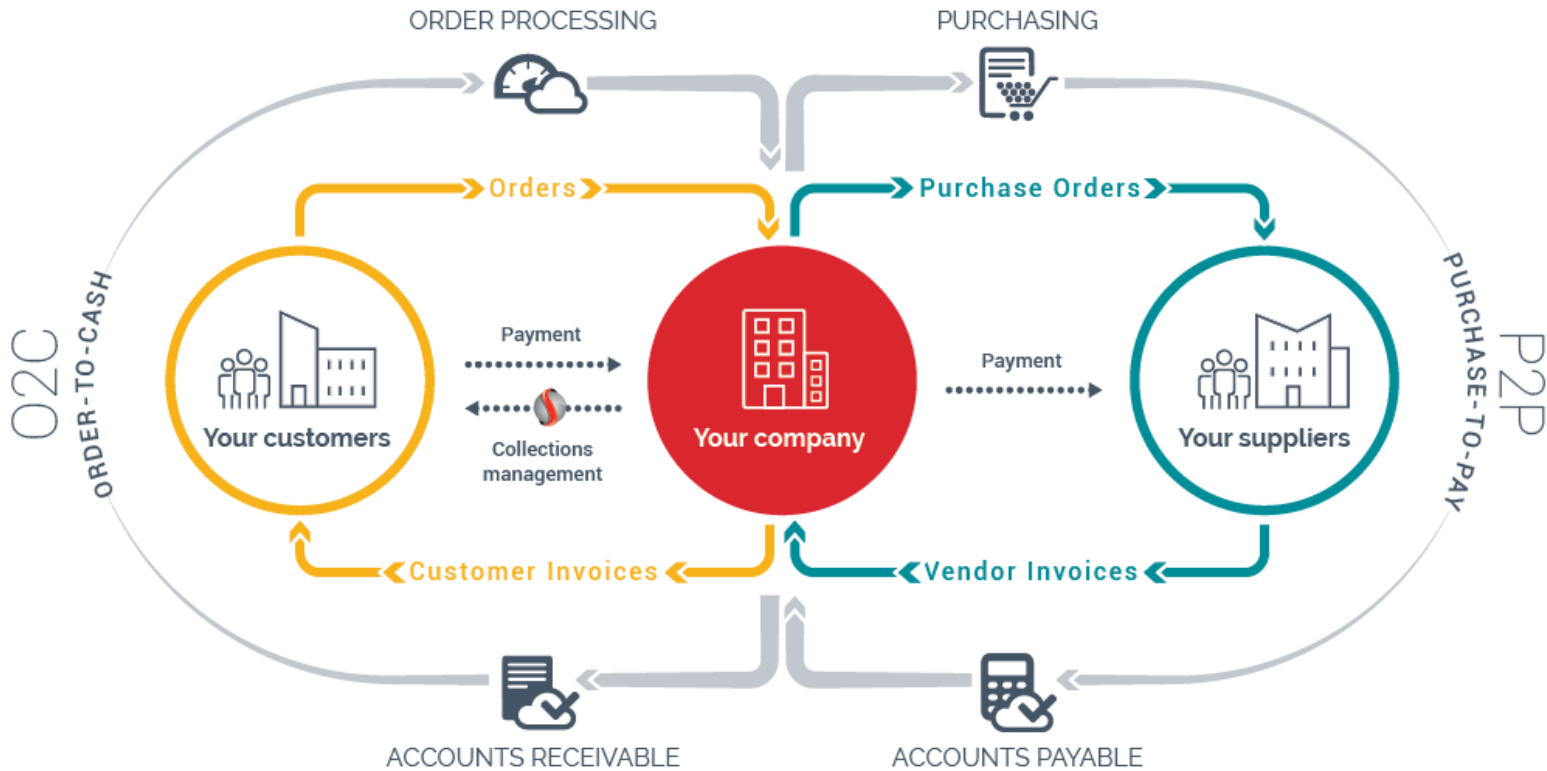 ORDER PROCESSING
PURCHASING
Orders
Purchase Orders
O2C
ORDER-TO-CASH
Payment
Collections
management
Your customers
Your company
Payment
Your suppliers
PURCHASE-TO-PAY
P2P
Customer Invoices
Vendor Invoices
ACCOUNTS RECEIVABLE
ACCOUNTS PAYABLE